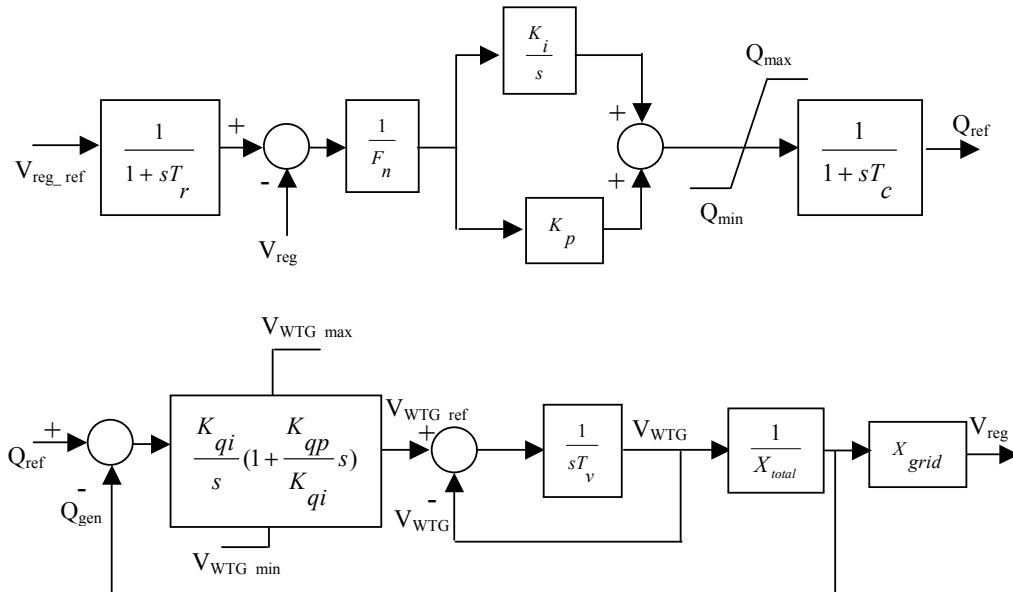 K_i / s
Q_max
1 / (1 + sT_r)
+
1 / F_n
+
1 / (1 + sT_c)
Q_ref
V_reg_ref
-
+
Q_min
K_p
V_reg
V_WTG max
V_WTG ref
+
K_qi / s (1 + K_qp / K_qi s)
+
1 / sT_v
V_WTG
1 / X_total
X_grid
V_reg
Q_ref
-
Q_gen
-
V_WTG
V_WTG min